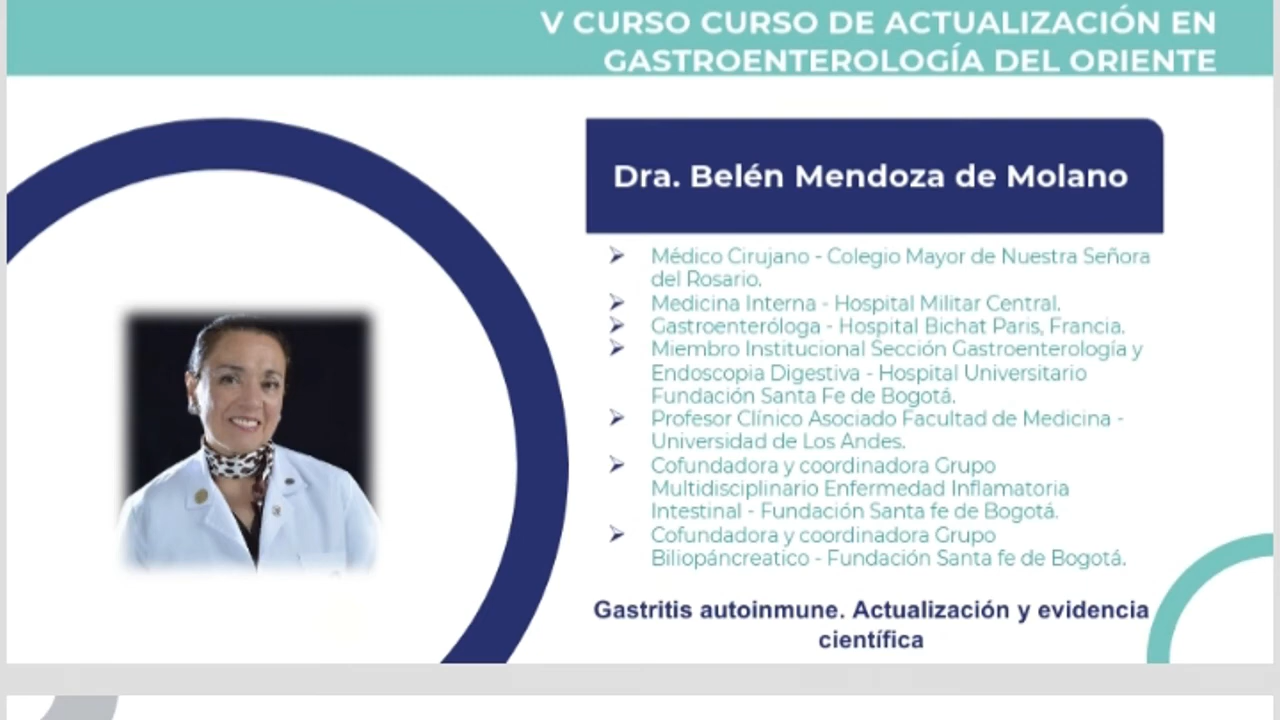 V CURSO CURSO DE ACTUALIZACIÓN EN
GASTROENTEROLOGÍA DEL ORIENTE
Dra. Belén Mendoza de Molano
Médico Cirujano - Colegio Mayor de Nuestra Señora
del Rosario.
Medicina Interna - Hospital Militar Central.
Gastroenteróloga - Hospital Bichat Paris, Francia.
Miembro Institucional Sección Gastroenterología y
Endoscopia Digestiva - Hospital Universitario
Fundación Santa Fe de Bogotá.
Profesor Clínico Asociado Facultad de Medicina -
Universidad de Los Andes.
Cofundadora y coordinadora Grupo
Multidisciplinario Enfermedad Inflamatoria
Intestinal - Fundación Santa fe de Bogotá.
Cofundadora y coordinadora Grupo
Biliopáncreatico - Fundación Santa fe de Bogotá.
Gastritis autoinmune. Actualización y evidencia
científica